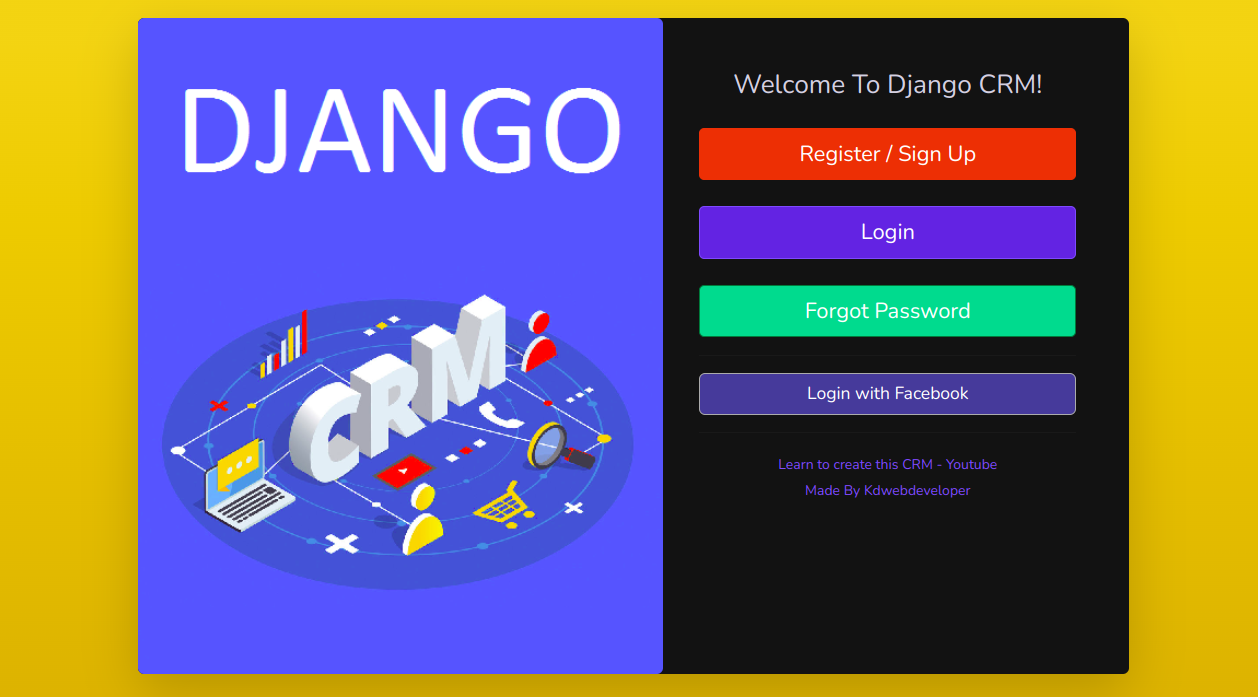 DJANGO
CRM
Welcome To Django CRM!
Register / Sign Up
Login
Forgot Password
Login with Facebook
Learn to create this CRM - Youtube
Made By Kdwebdeveloper